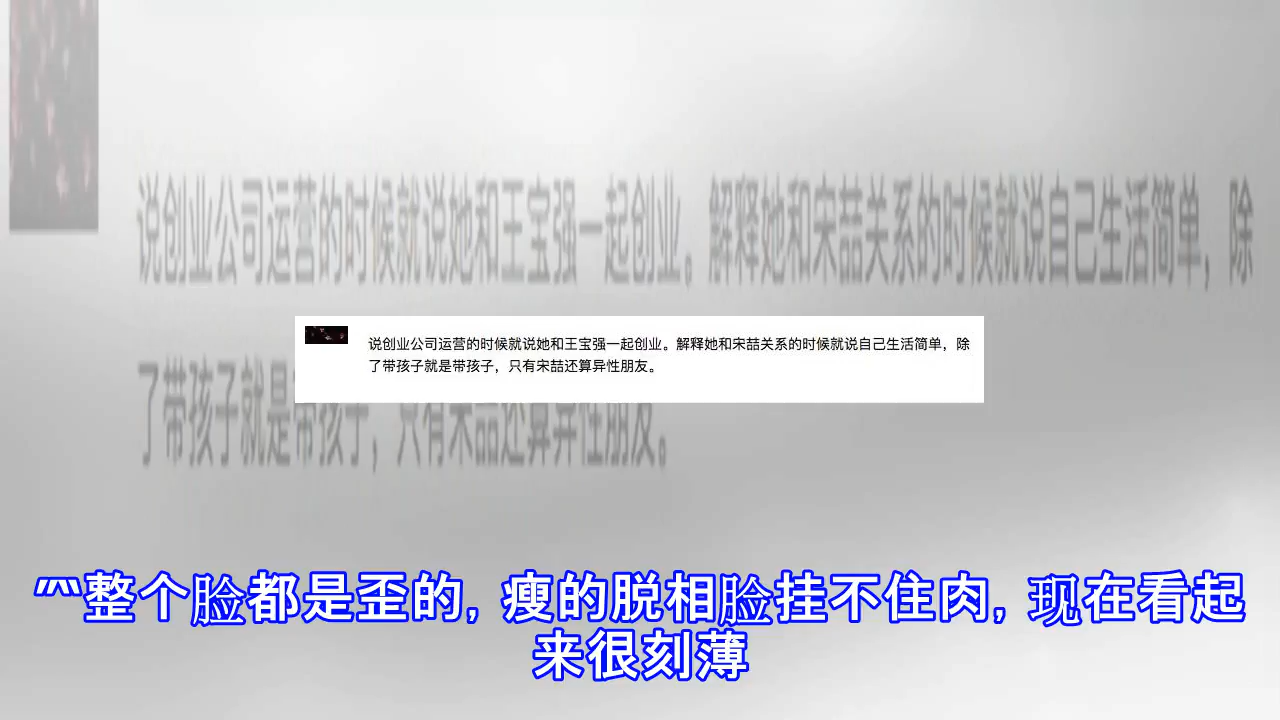 说创业公司运营的时候就说她和王宝强一起创业。解释她和宋喆关系的时候就说自己生活简单，除
了带孩子就是带孩子，只有宋喆还算异性朋友。
说创业公司运营的时候就说她和王宝强一起创业。解释她和宋喆关系的时候就说自己生活简单，除
了带孩子就是带孩子，只有宋喆还算异性朋友。
整个脸都是歪的，瘦的脱相脸挂不住肉，现在看起
来很刻薄